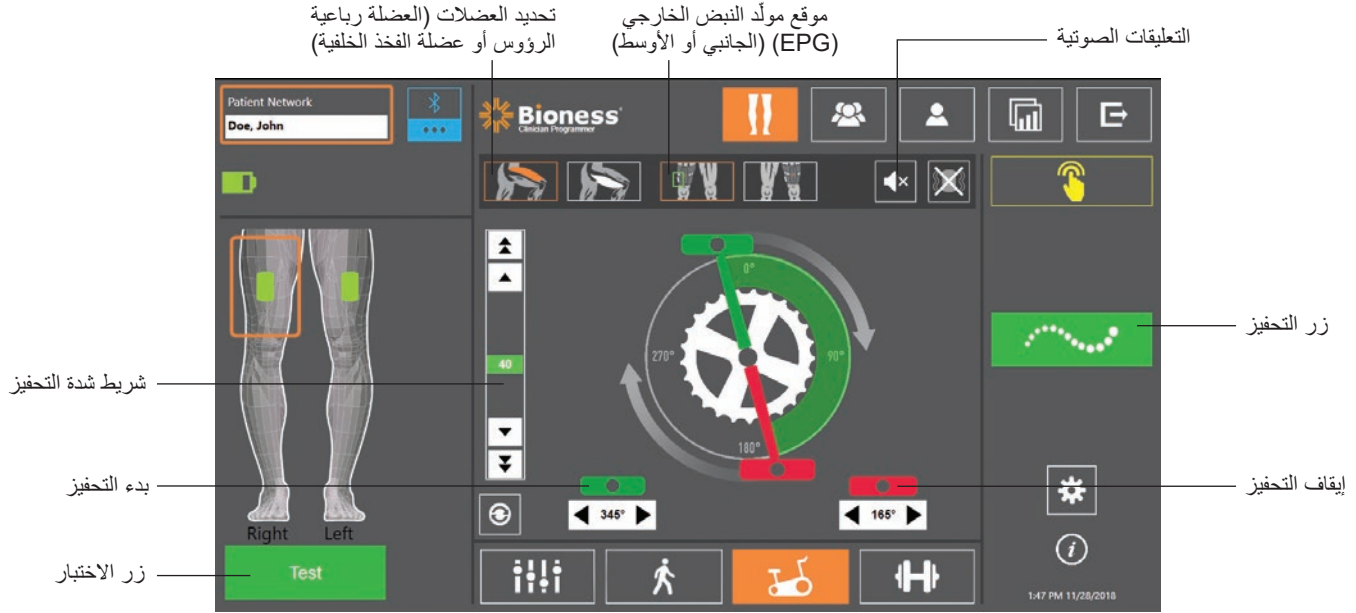 تحديد العضلات (العضلة رباعية
الرؤوس أو عضلة الفخذ الخلفية)
موقع مولّد النبض الخارجي
(EPG) (الجانبي أو الأوسط)
التعليقات الصوتية
Patient Network
Doe, John
Bioness
Clinician Programmer
0°
90°
180°
270°
40
شريط شدة التحفيز
زر التحفيز
بدء التحفيز
إيقاف التحفيز
345°
165°
Right Left
زر الاختبار
Test
i
1:47 PM 11/28/2018